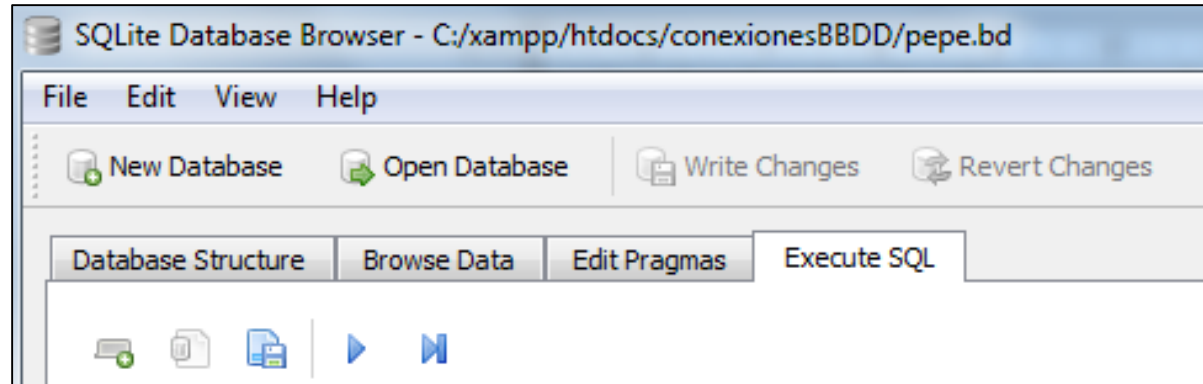 SQLite Database Browser - C:/xampp/htdocs/conexionesBBDD/pepe.bd
File Edit View Help
New Database Open Database Write Changes Revert Changes
Database Structure Browse Data Edit Pragmas Execute SQL